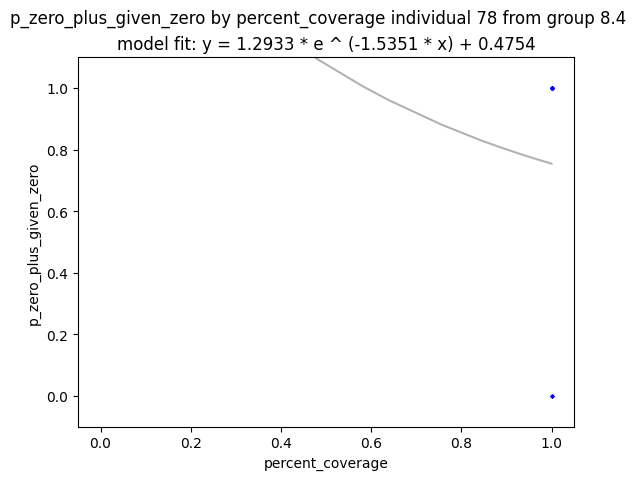 p_zero_plus_given_zero by percent_coverage individual 78 from group 8.4
model fit: y = 1.2933 * e ^ (-1.5351 * x) + 0.4754
1.0
0.8
0.6
0.4
0.2
0.0
p_zero_plus_given_zero
0.0 0.2 0.4 0.6 0.8 1.0
percent_coverage